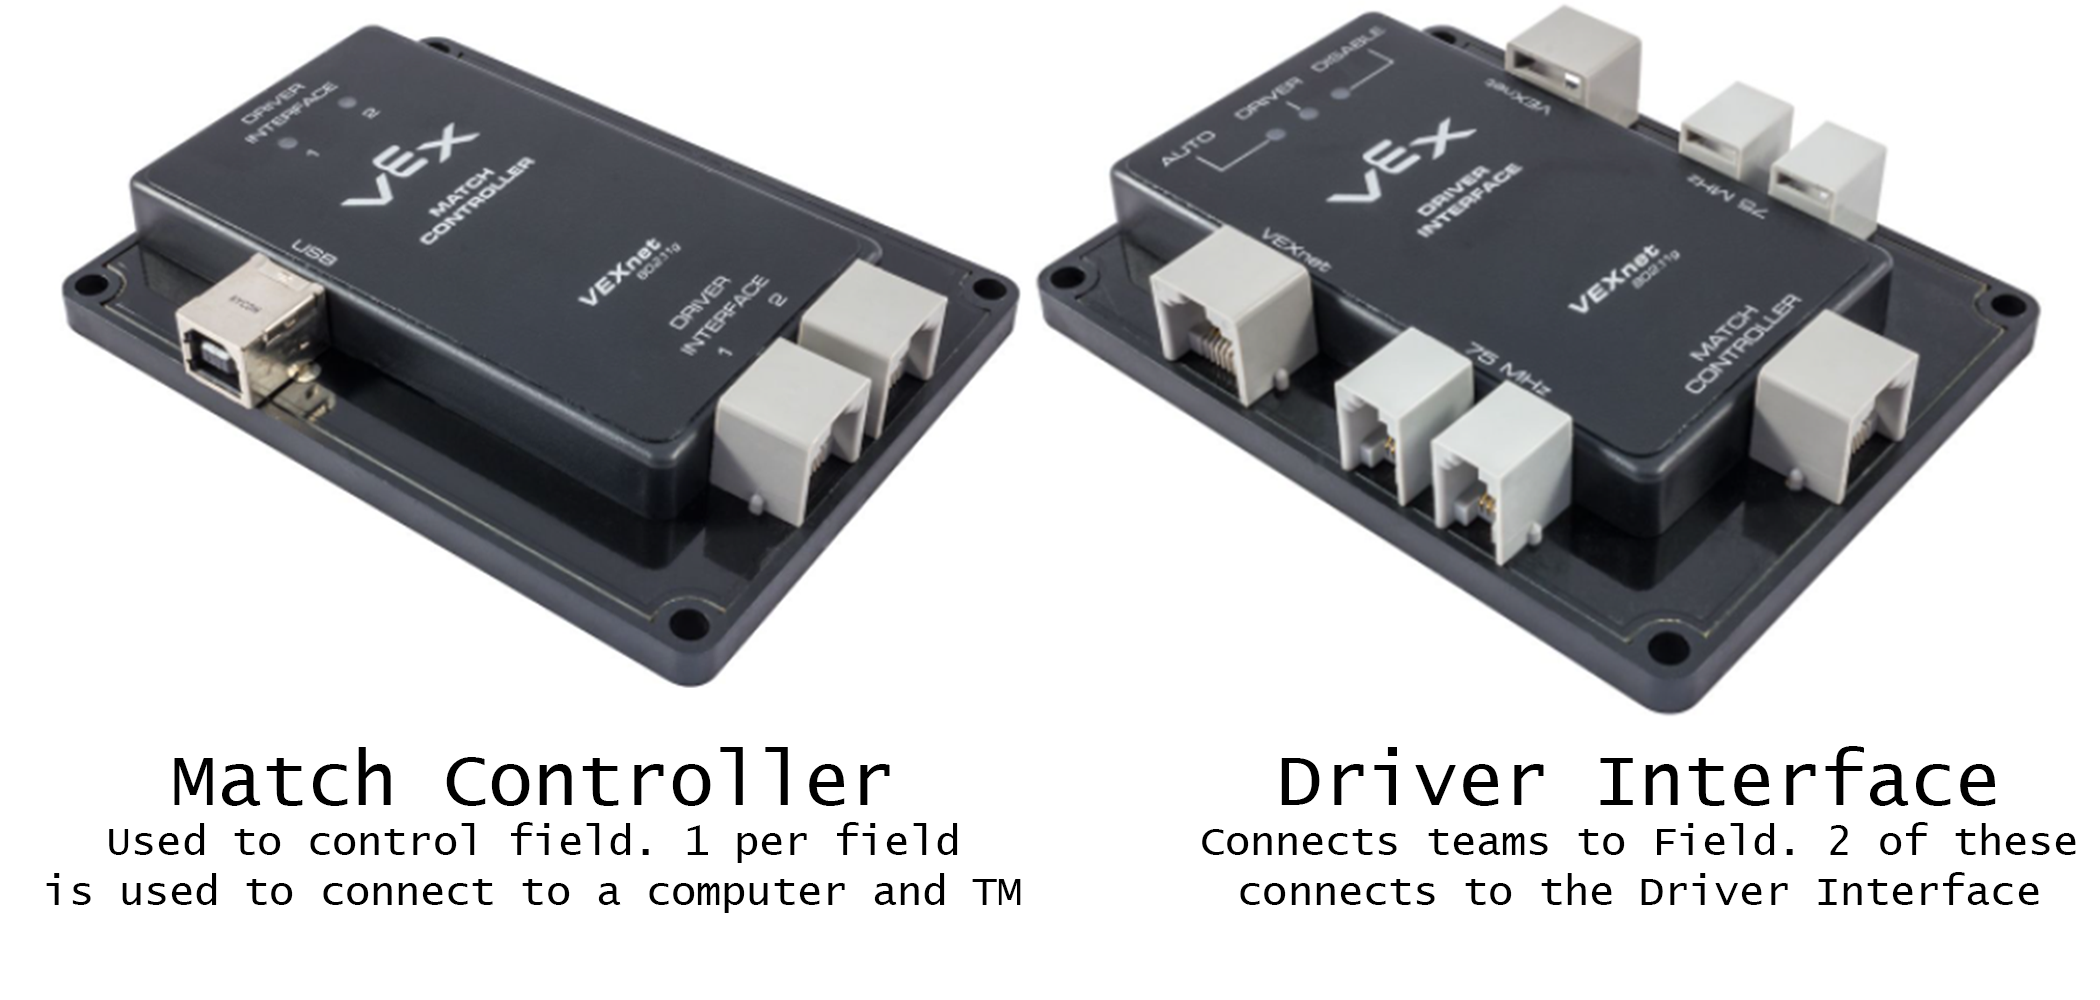 DRIVER
INTERFACE
1
2
VEX
MATCH
CONTROLLER
USB
VEXnet
802.11g
DRIVER
INTERFACE
1
2
AUTO
DRIVER
DISABLE
VEX
DRIVER
INTERFACE
VEXnet
802.11g
VEXnet
75 MHz
VEXnet
75 MHz
MATCH
CONTROLLER
Match Controller
Used to control field. 1 per field
is used to connect to a computer and TM
Driver Interface
Connects teams to Field. 2 of these
connects to the Driver Interface